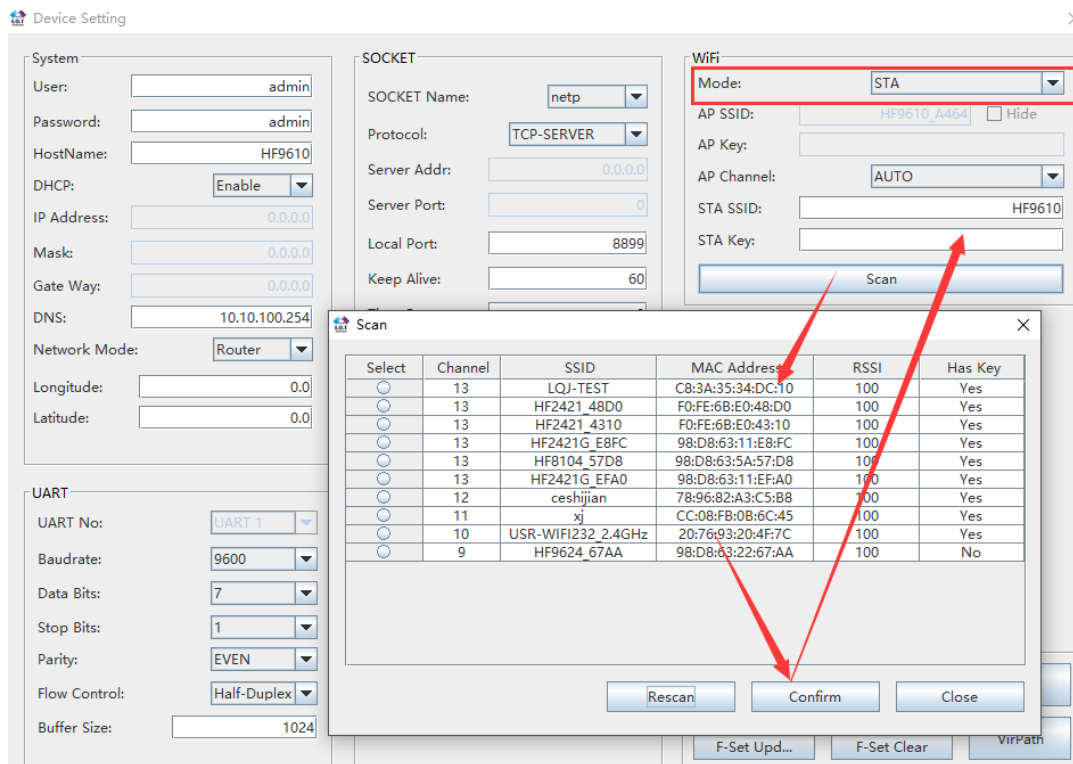 Device Setting
System
User: admin
Password: admin
HostName: HF9610
DHCP: Enable
IP Address: 0.0.0.0
Mask: 0.0.0.0
Gate Way: 0.0.0.0
DNS: 10.10.100.254
Network Mode: Router
Longitude: 0.0
Latitude: 0.0
UART
UART No: UART 1
Baudrate: 9600
Data Bits: 7
Stop Bits: 1
Parity: EVEN
Flow Control: Half-Duplex
Buffer Size: 1024
SOCKET
SOCKET Name: netp
Protocol: TCP-SERVER
Server Addr: 0.0.0.0
Server Port: 0
Local Port: 8899
Keep Alive: 60
WiFi
Mode: STA
AP SSID: HF9610_A464 Hide
AP Key:
AP Channel: AUTO
STA SSID: HF9610
STA Key:
Scan
Scan
Select Channel SSID MAC Address RSSI Has Key
13 LQJ-TEST C8:3A:35:34:DC:10 100 Yes
13 HF2421_48D0 F0:FE:6B:E0:48:D0 100 Yes
13 HF2421_4310 F0:FE:6B:E0:43:10 100 Yes
13 HF2421G_E8FC 98:D8:63:11:E8:FC 100 Yes
13 HF8104_57D8 98:D8:63:5A:57:D8 100 Yes
13 HF2421G_EFA0 98:D8:63:11:EF:A0 100 Yes
12 ceshijian 78:96:82:A3:C5:B8 100 Yes
11 xj CC:08:FB:0B:6C:45 100 Yes
10 USR-WIFI232_2.4GHz 20:76:93:20:4F:7C 100 Yes
9 HF9624_67AA 98:D8:63:22:67:AA 100 No
Rescan Confirm Close
F-Set Upd... F-Set Clear VirPath